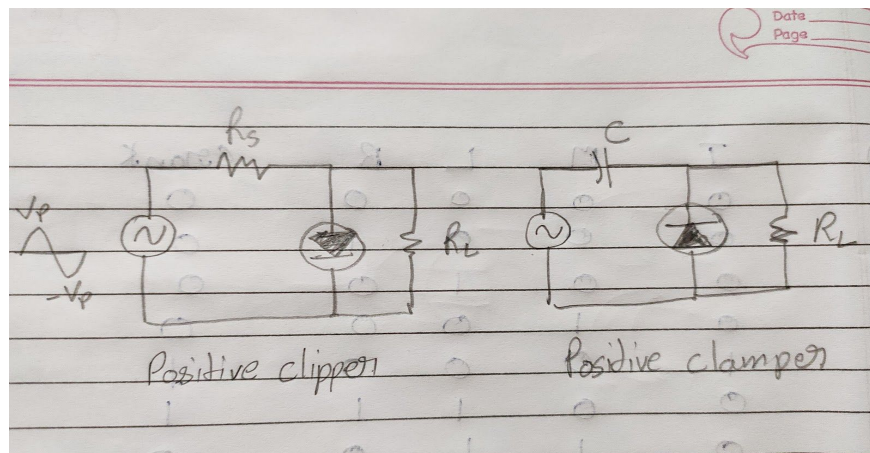 Date
Page
Rs
C
Vp
-Vp
RL
RL
Positive clipper
Positive clamper